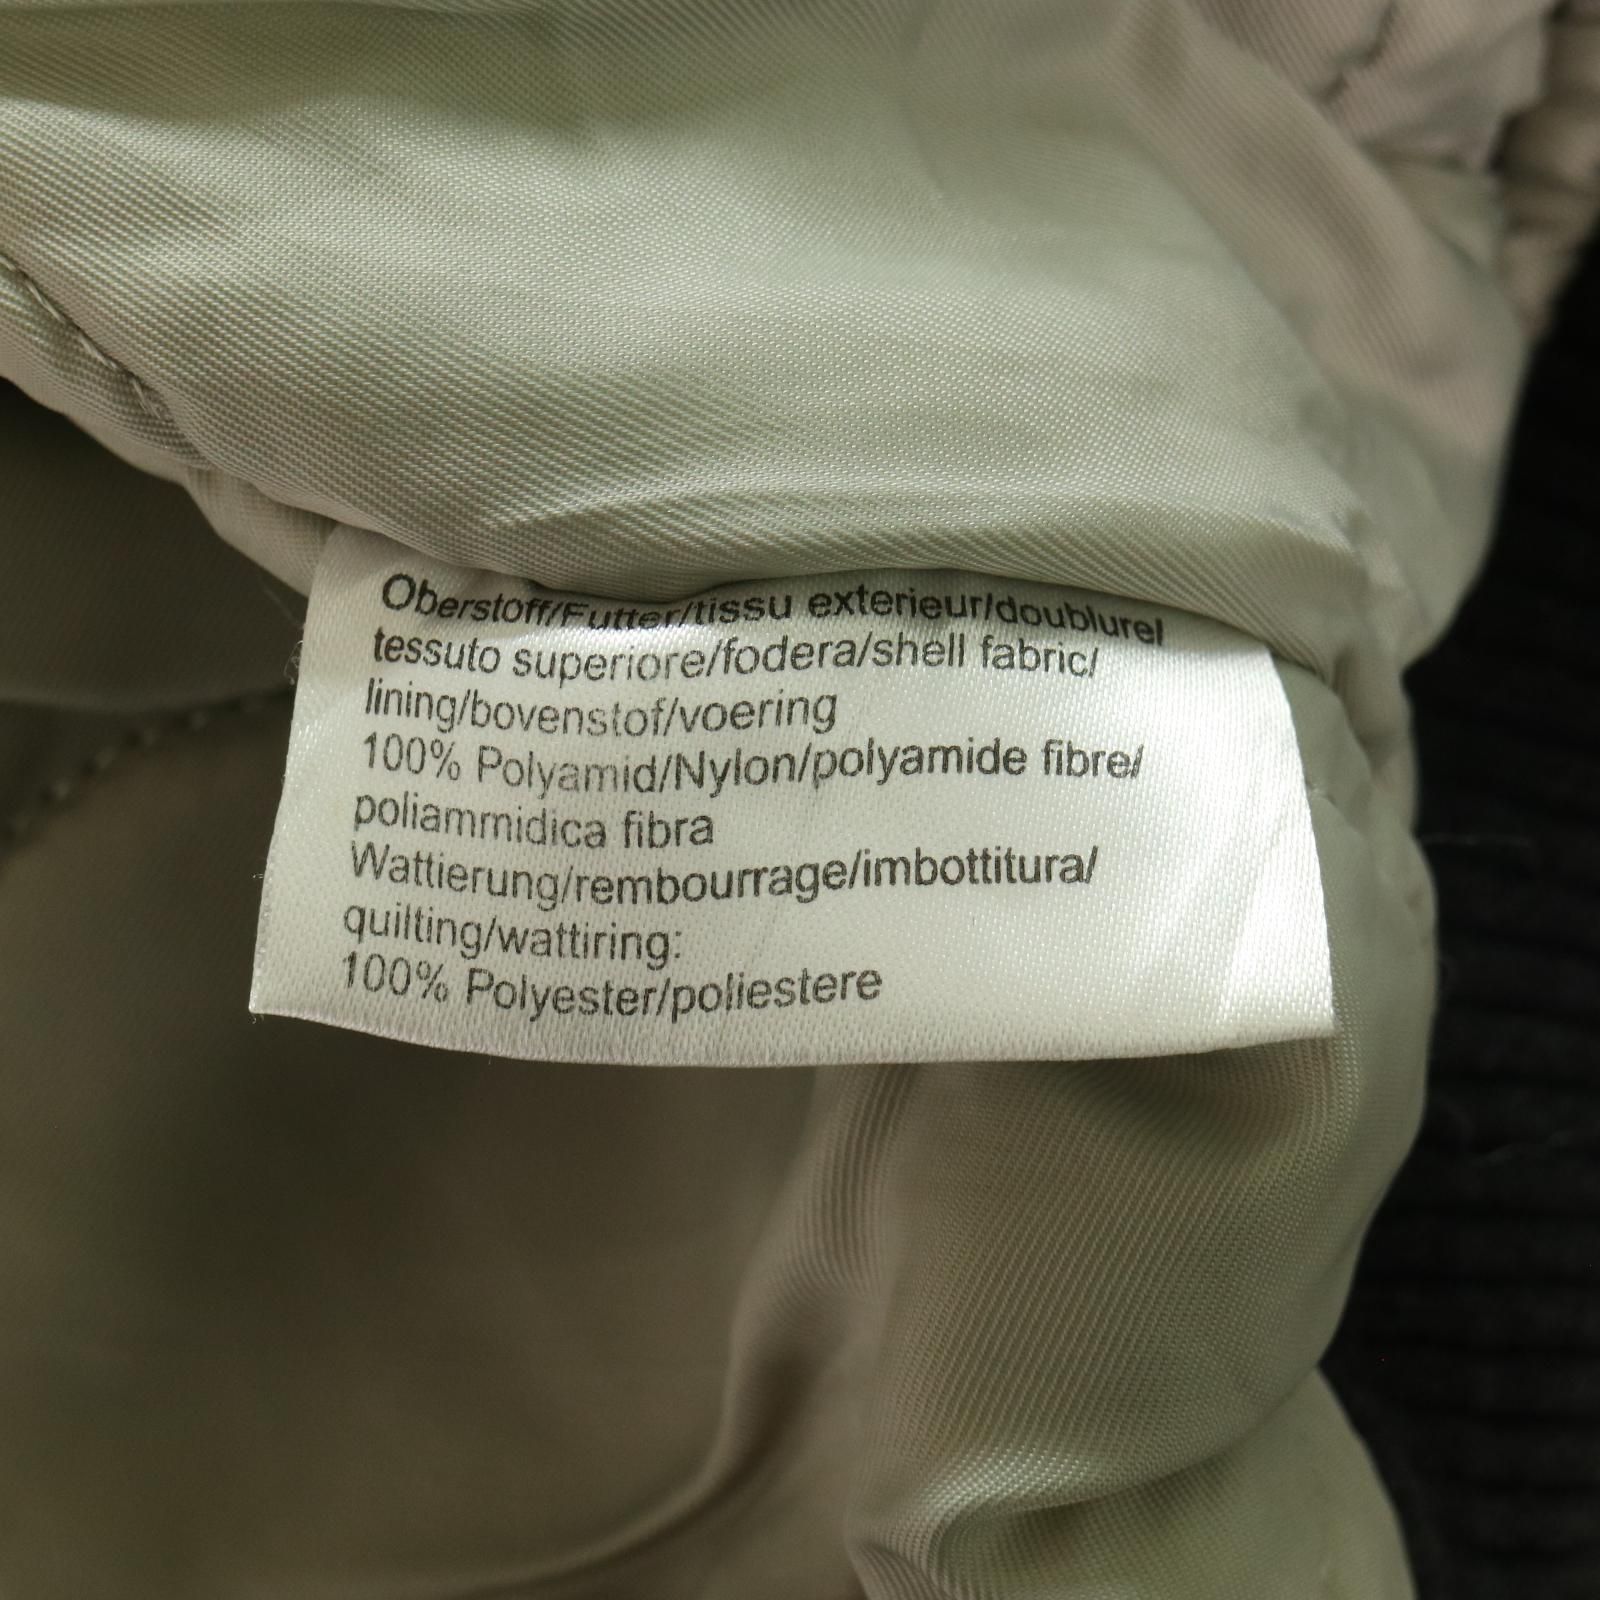 Oberstoff/Futter/tissu exterieur/doublure/
tessuto superiore/fodera/shell fabric/
lining/bovenstof/voering
100% Polyamid/Nylon/polyamide fibre/
poliammidica fibra
Wattierung/rembourrage/imbottitura/
quilting/wattiring:
100% Polyester/poliestere